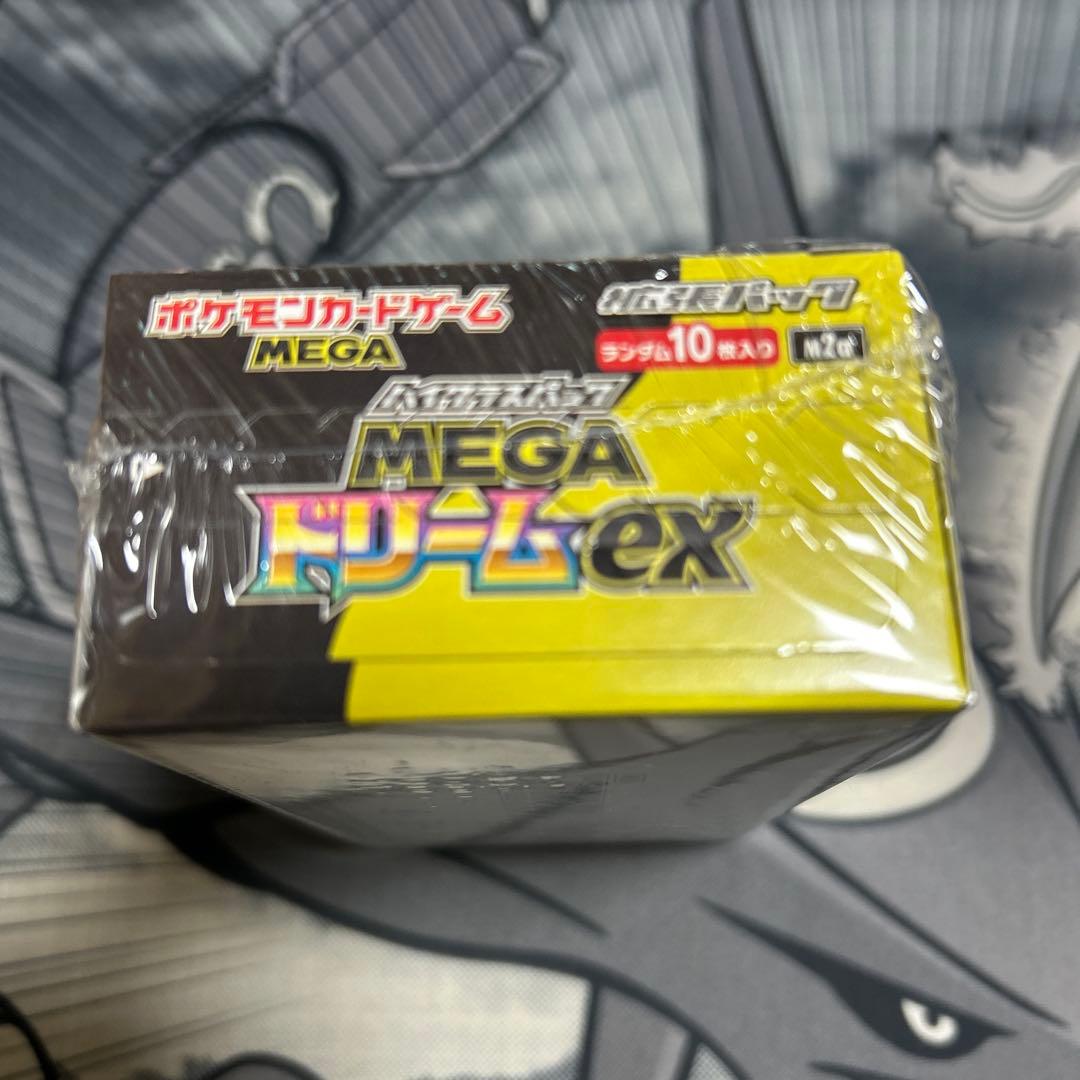 ポケモンカードゲーム
MEGA
拡張パック
ランダム10枚入り
M2a
ハイクラスパック
MEGA
ドリームex